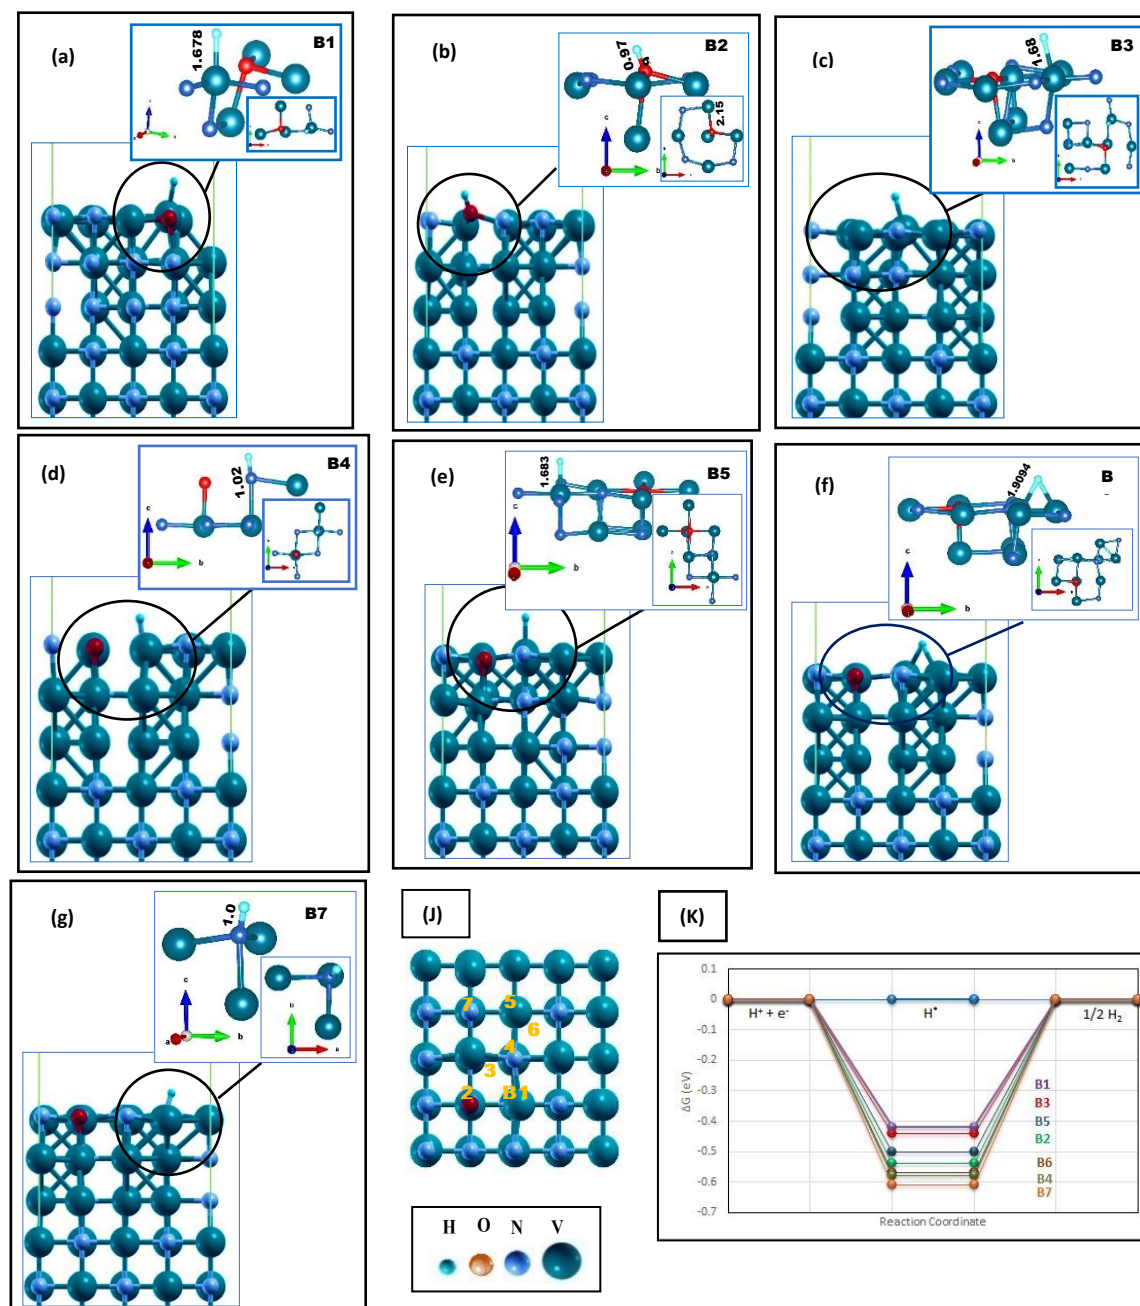 (a)
B1
1.678
(b)
B2
0.97
c
b
2.15
(c)
B3
1.68
c
b
(d)
B4
1.02
c
b
(e)
B5
1.683
c
b
(f)
B
1.9094
c
b
(g)
B7
1.0
c
a
b
b
a
(J)
7 5
6
4
3
2 B1
H O N V
(K)
0.1
0
-0.1
-0.2
-0.3
-0.4
-0.5
-0.6
-0.7
ΔG (eV)
H⁺ + e⁻
H*
1/2 H₂
B1
B3
B5
B2
B6
B4
B7
Reaction Coordinate